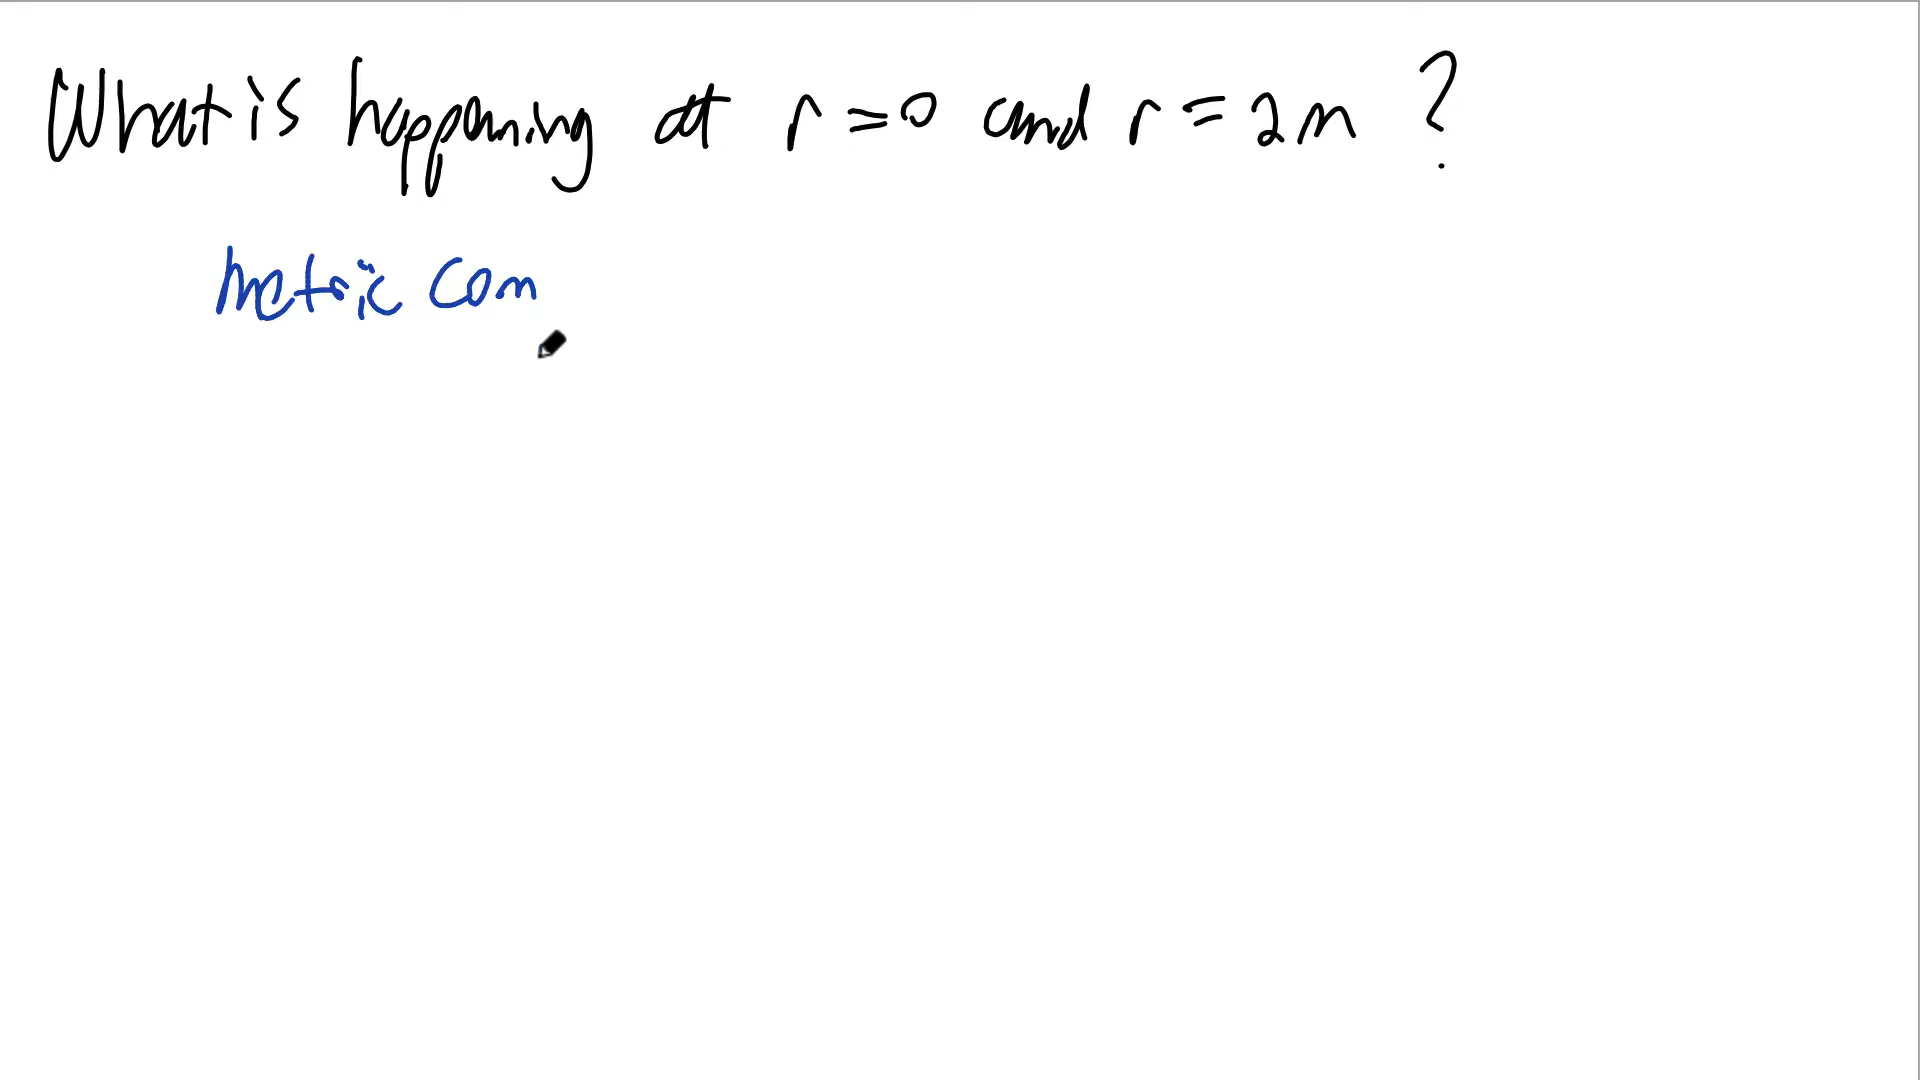 What is happening at r = 0 and r = 2m ?
metric com